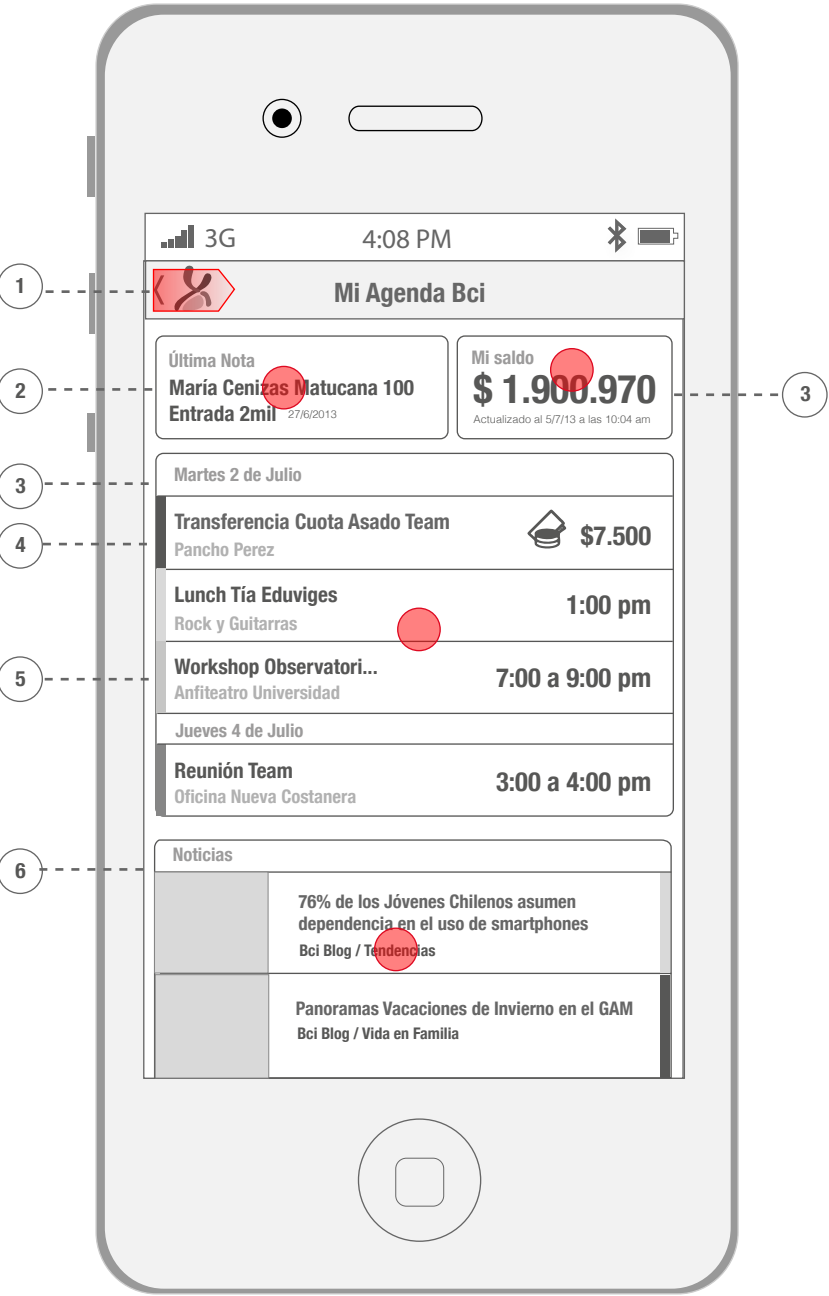 3G 4:08 PM
1
Mi Agenda Bci
Última Nota
María Cenizas Matucana 100
Entrada 2mil 27/6/2013
2
Mi saldo
$ 1.900.970
Actualizado al 5/7/13 a las 10:04 am
3
3
Martes 2 de Julio
4
Transferencia Cuota Asado Team
Pancho Perez
$7.500
Lunch Tía Eduviges
Rock y Guitarras
1:00 pm
5
Workshop Observatori...
Anfiteatro Universidad
7:00 a 9:00 pm
Jueves 4 de Julio
Reunión Team
Oficina Nueva Costanera
3:00 a 4:00 pm
6
Noticias
76% de los Jóvenes Chilenos asumen
dependencia en el uso de smartphones
Bci Blog / Tendencias
Panoramas Vacaciones de Invierno en el GAM
Bci Blog / Vida en Familia